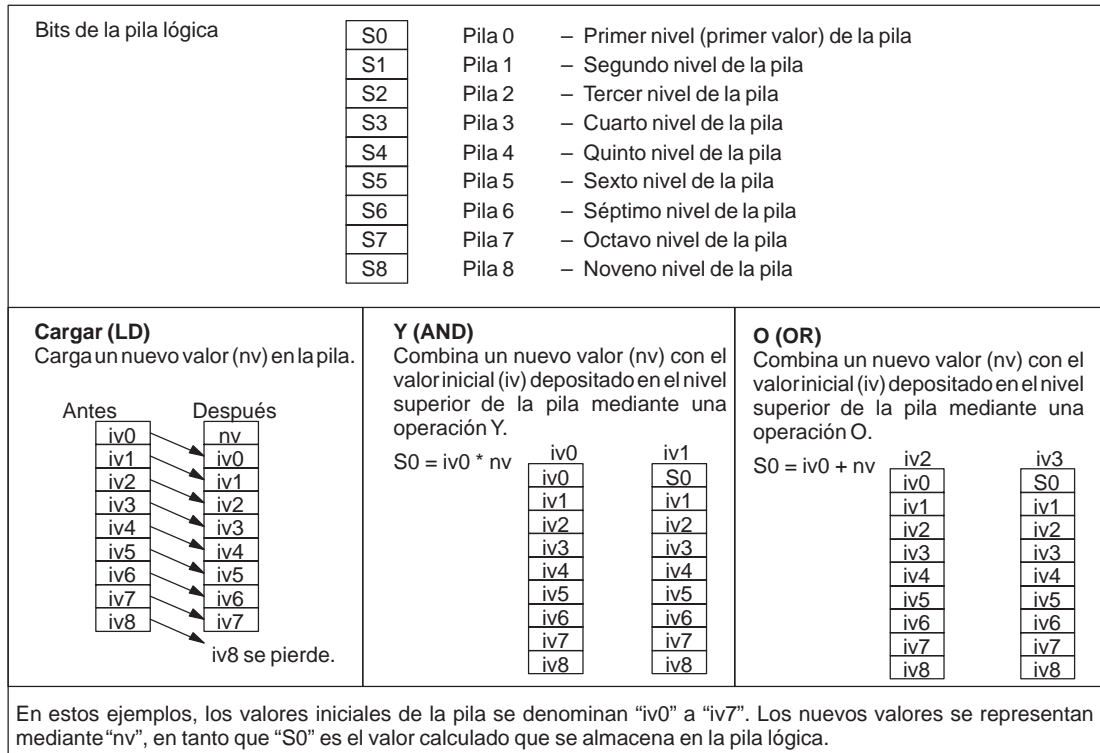 Bits de la pila lógica
S0 Pila 0 – Primer nivel (primer valor) de la pila
S1 Pila 1 – Segundo nivel de la pila
S2 Pila 2 – Tercer nivel de la pila
S3 Pila 3 – Cuarto nivel de la pila
S4 Pila 4 – Quinto nivel de la pila
S5 Pila 5 – Sexto nivel de la pila
S6 Pila 6 – Séptimo nivel de la pila
S7 Pila 7 – Octavo nivel de la pila
S8 Pila 8 – Noveno nivel de la pila
Cargar (LD)
Carga un nuevo valor (nv) en la pila.
Antes Después
iv0 nv
iv1 iv0
iv2 iv1
iv3 iv2
iv4 iv3
iv5 iv4
iv6 iv5
iv7 iv6
iv8 iv7
iv8 se pierde.
Y (AND)
Combina un nuevo valor (nv) con el
valor inicial (iv) depositado en el nivel
superior de la pila mediante una
operación Y.
S0 = iv0 * nv
iv0 iv1
iv0 S0
iv1 iv1
iv2 iv2
iv3 iv3
iv4 iv4
iv5 iv5
iv6 iv6
iv7 iv7
iv8 iv8
O (OR)
Combina un nuevo valor (nv) con el
valor inicial (iv) depositado en el nivel
superior de la pila mediante una
operación O.
S0 = iv0 + nv
iv2 iv3
iv0 S0
iv1 iv1
iv2 iv2
iv3 iv3
iv4 iv4
iv5 iv5
iv6 iv6
iv7 iv7
iv8 iv8
En estos ejemplos, los valores iniciales de la pila se denominan “iv0” a “iv7”. Los nuevos valores se representan
mediante “nv”, en tanto que “S0” es el valor calculado que se almacena en la pila lógica.